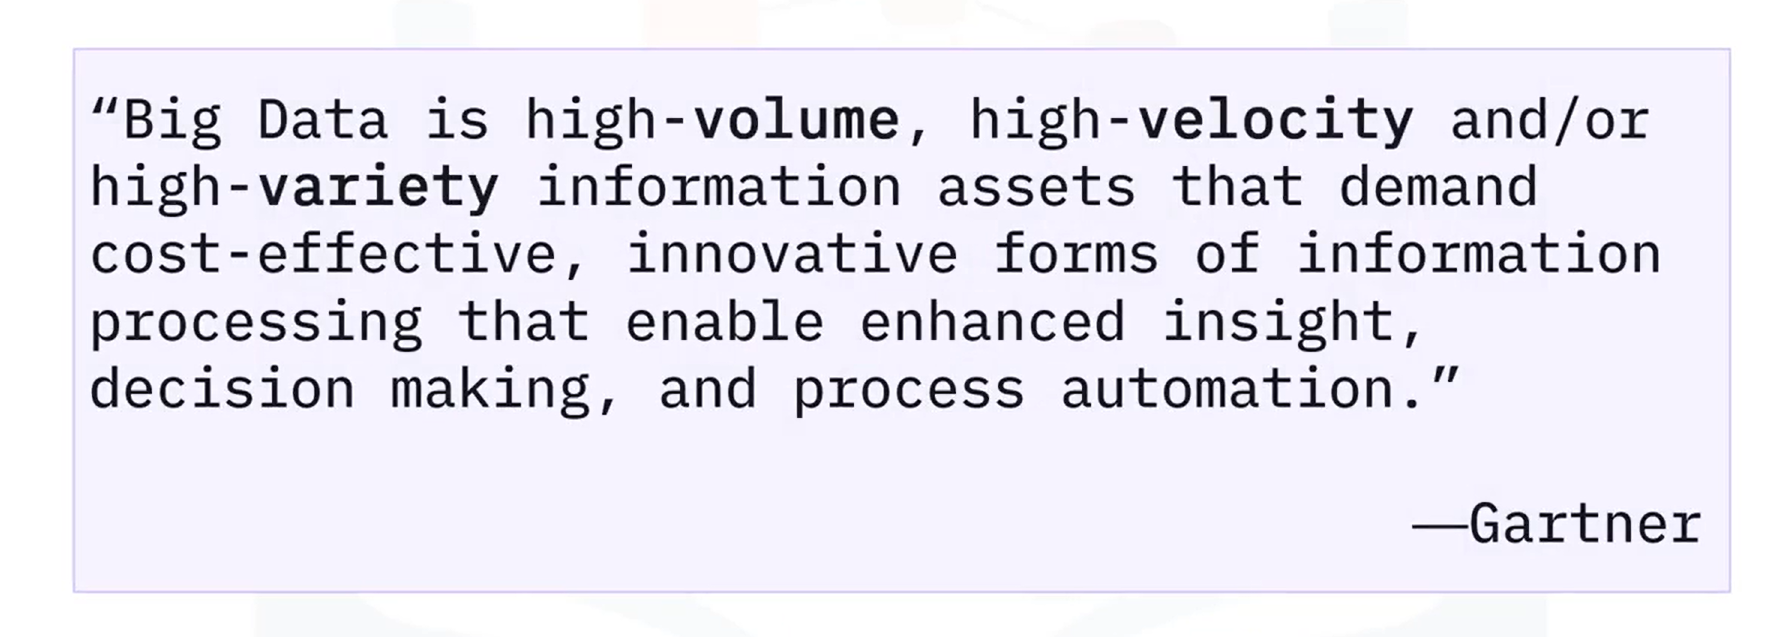 “Big Data is high-volume, high-velocity and/or
high-variety information assets that demand
cost-effective, innovative forms of information
processing that enable enhanced insight,
decision making, and process automation.”
—Gartner